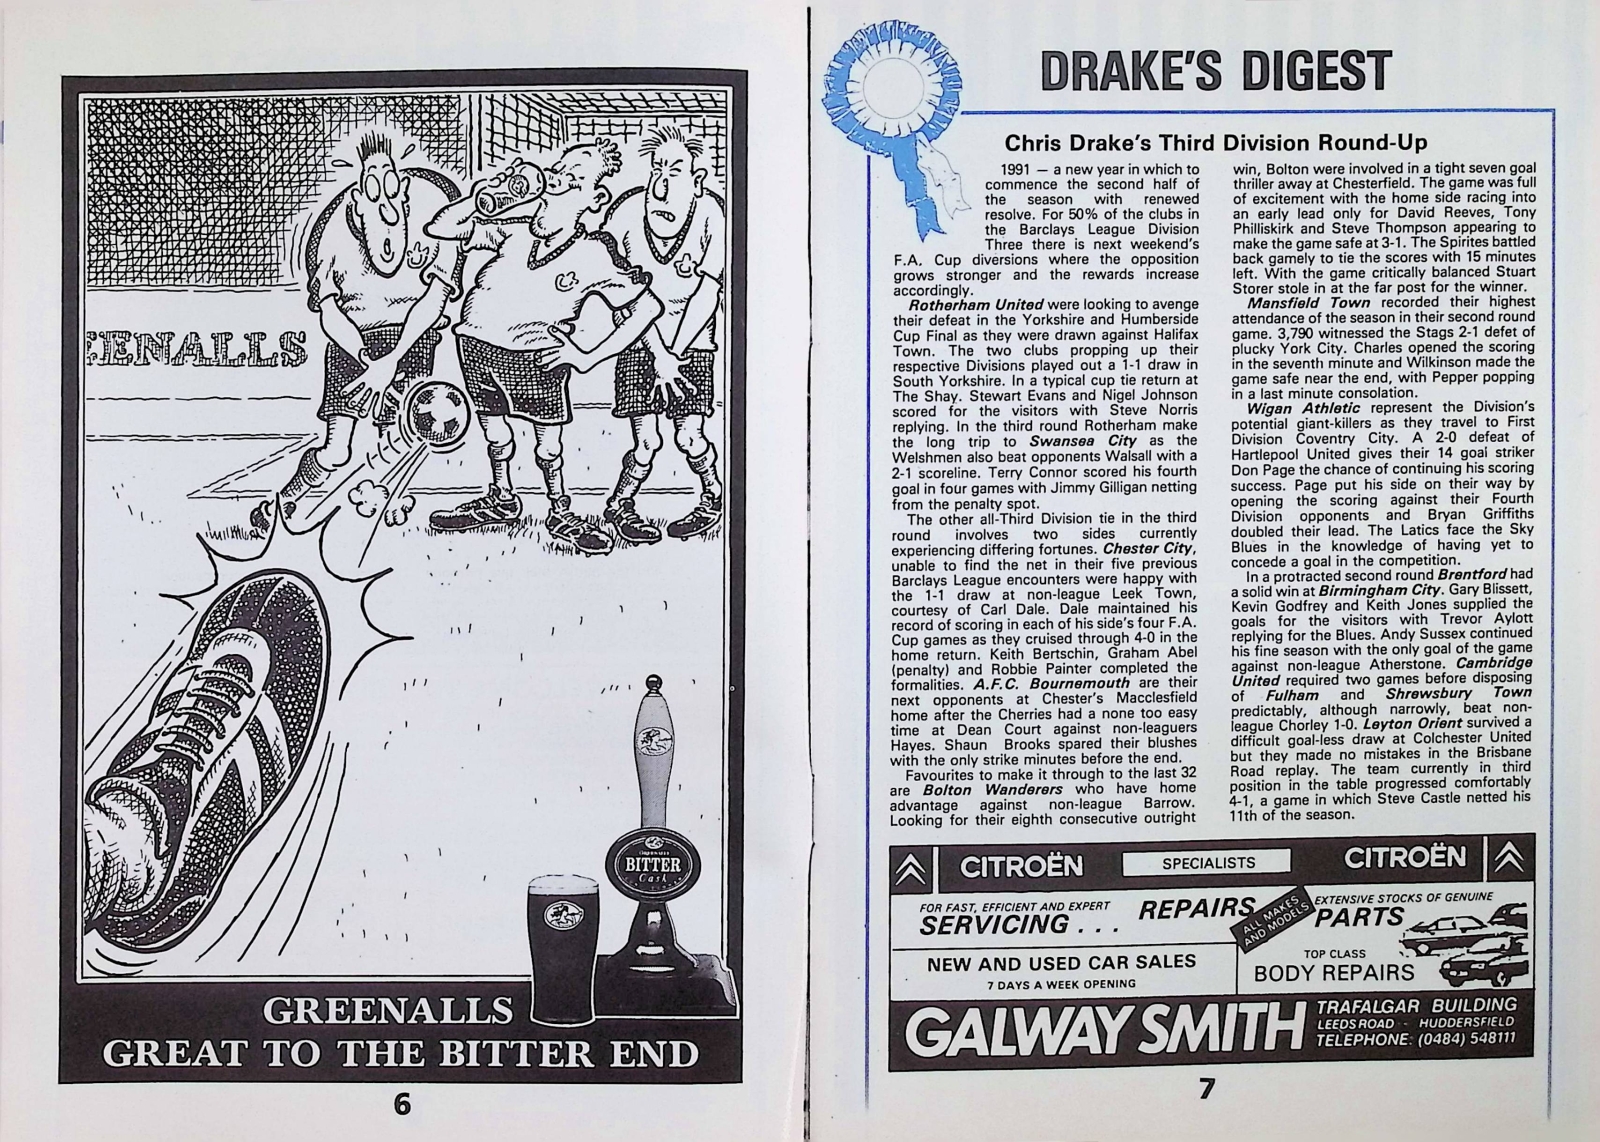 EENALLS
BITTER
Cask
GREENALLS
GREAT TO THE BITTER END
6
DRAKE'S DIGEST
Chris Drake's Third Division Round-Up
1991 — a new year in which to
commence the second half of
the season with renewed
resolve. For 50% of the clubs in
the Barclays League Division
Three there is next weekend's
F.A. Cup diversions where the opposition
grows stronger and the rewards increase
accordingly.
Rotherham United were looking to avenge
their defeat in the Yorkshire and Humberside
Cup Final as they were drawn against Halifax
Town. The two clubs propping up their
respective Divisions played out a 1-1 draw in
South Yorkshire. In a typical cup tie return at
The Shay. Stewart Evans and Nigel Johnson
scored for the visitors with Steve Norris
replying. In the third round Rotherham make
the long trip to Swansea City as the
Welshmen also beat opponents Walsall with a
2-1 scoreline. Terry Connor scored his fourth
goal in four games with Jimmy Gilligan netting
from the penalty spot.
The other all-Third Division tie in the third
round involves two sides currently
experiencing differing fortunes. Chester City,
unable to find the net in their five previous
Barclays League encounters were happy with
the 1-1 draw at non-league Leek Town,
courtesy of Carl Dale. Dale maintained his
record of scoring in each of his side's four F.A.
Cup games as they cruised through 4-0 in the
home return. Keith Bertschin, Graham Abel
(penalty) and Robbie Painter completed the
formalities. A.F.C. Bournemouth are their
next opponents at Chester's Macclesfield
home after the Cherries had a none too easy
time at Dean Court against non-leaguers
Hayes. Shaun Brooks spared their blushes
with the only strike minutes before the end.
Favourites to make it through to the last 32
are Bolton Wanderers who have home
advantage against non-league Barrow.
Looking for their eighth consecutive outright
win, Bolton were involved in a tight seven goal
thriller away at Chesterfield. The game was full
of excitement with the home side racing into
an early lead only for David Reeves, Tony
Philliskirk and Steve Thompson appearing to
make the game safe at 3-1. The Spirites battled
back gamely to tie the scores with 15 minutes
left. With the game critically balanced Stuart
Storer stole in at the far post for the winner.
Mansfield Town recorded their highest
attendance of the season in their second round
game. 3,790 witnessed the Stags 2-1 defet of
plucky York City. Charles opened the scoring
in the seventh minute and Wilkinson made the
game safe near the end, with Pepper popping
in a last minute consolation.
Wigan Athletic represent the Division's
potential giant-killers as they travel to First
Division Coventry City. A 2-0 defeat of
Hartlepool United gives their 14 goal striker
Don Page the chance of continuing his scoring
success. Page put his side on their way by
opening the scoring against their Fourth
Division opponents and Bryan Griffiths
doubled their lead. The Latics face the Sky
Blues in the knowledge of having yet to
concede a goal in the competition.
In a protracted second round Brentford had
a solid win at Birmingham City. Gary Blissett,
Kevin Godfrey and Keith Jones supplied the
goals for the visitors with Trevor Aylott
replying for the Blues. Andy Sussex continued
his fine season with the only goal of the game
against non-league Atherstone. Cambridge
United required two games before disposing
of Fulham and Shrewsbury Town
predictably, although narrowly, beat non-
league Chorley 1-0. Leyton Orient survived a
difficult goal-less draw at Colchester United
but they made no mistakes in the Brisbane
Road replay. The team currently in third
position in the table progressed comfortably
4-1, a game in which Steve Castle netted his
11th of the season.
CITROËN SPECIALISTS CITROËN
FOR FAST, EFFICIENT AND EXPERT
SERVICING . . . REPAIRS
ALL MAKES
AND MODELS
EXTENSIVE STOCKS OF GENUINE
PARTS
NEW AND USED CAR SALES
7 DAYS A WEEK OPENING
TOP CLASS
BODY REPAIRS
GALWAY SMITH
TRAFALGAR BUILDING
LEEDS ROAD - HUDDERSFIELD
TELEPHONE: (0484) 548111
7